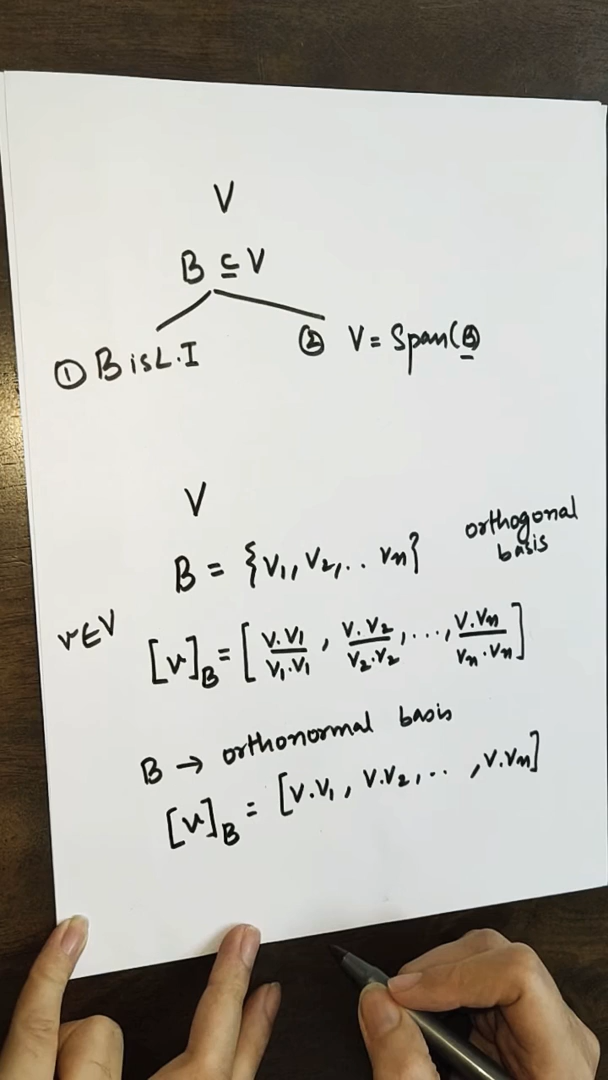 V
B ⊆ V
① B is L.I ② V = Span(B)
V
B = {v₁, v₂, .. vₙ} orthogonal basis
v ∈ V
[v]_B = [v.v₁/v₁.v₁, v.v₂/v₂.v₂, ..., v.vₙ/vₙ.vₙ]
B → orthonormal basis
[v]_B = [v.v₁, v.v₂, .. , v.vₙ]